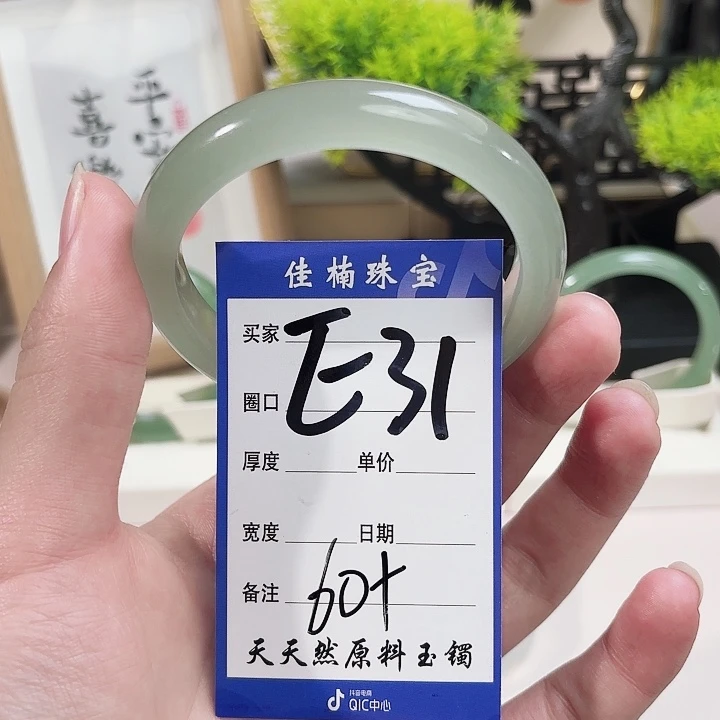 平安
喜乐
佳楠珠宝
买家
E31
圈口
厚度 单价
宽度 日期
备注 60+
天天然原料玉镯
抖音电商
QIC中心